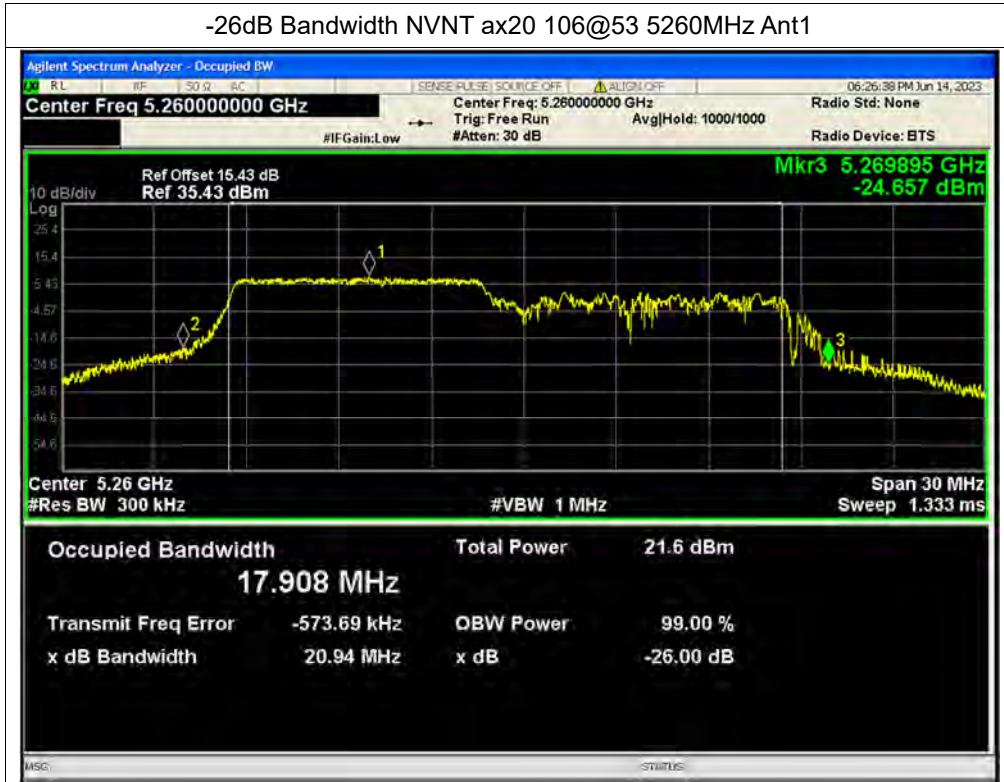 -26dB Bandwidth NVNT ax20 106@53 5260MHz Ant1
Agilent Spectrum Analyzer - Occupied BW
RL RF 50 Ω AC SENSE:PULSE SOURCE OFF ALIGN OFF 06:26:38 PM Jun 14, 2023
Center Freq 5.260000000 GHz Center Freq: 5.260000000 GHz Radio Std: None
Trig: Free Run Avg|Hold: 1000/1000
#IFGain:Low #Atten: 30 dB Radio Device: BTS
Mkr3 5.269895 GHz
Ref Offset 15.43 dB
10 dB/div Ref 35.43 dBm -24.657 dBm
Log
25.4
15.4
5.43
-4.57
-14.6
-24.6
-34.6
-44.6
-54.6
1
2
3
Center 5.26 GHz Span 30 MHz
#Res BW 300 kHz #VBW 1 MHz Sweep 1.333 ms
Occupied Bandwidth Total Power 21.6 dBm
17.908 MHz
Transmit Freq Error -573.69 kHz OBW Power 99.00 %
x dB Bandwidth 20.94 MHz x dB -26.00 dB
MSG STATUS